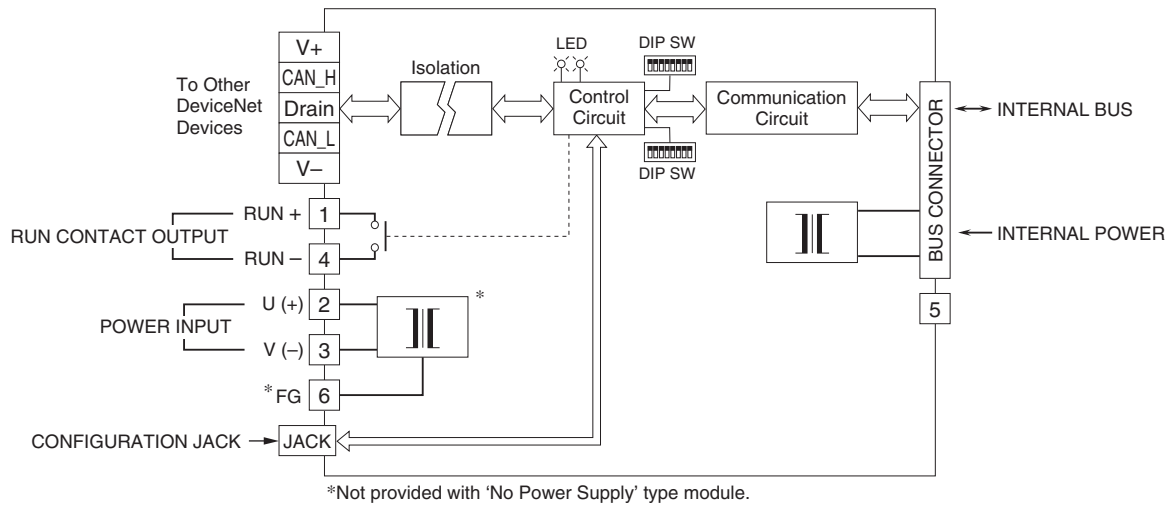 V+
CAN_H
Drain
CAN_L
V–
To Other
DeviceNet
Devices
Isolation
LED
DIP SW
Control
Circuit
DIP SW
Communication
Circuit
BUS CONNECTOR
INTERNAL BUS
INTERNAL POWER
5
RUN CONTACT OUTPUT
RUN + 1
RUN – 4
POWER INPUT
U (+) 2
V (–) 3
*
*FG 6
CONFIGURATION JACK
JACK
*Not provided with ‘No Power Supply’ type module.